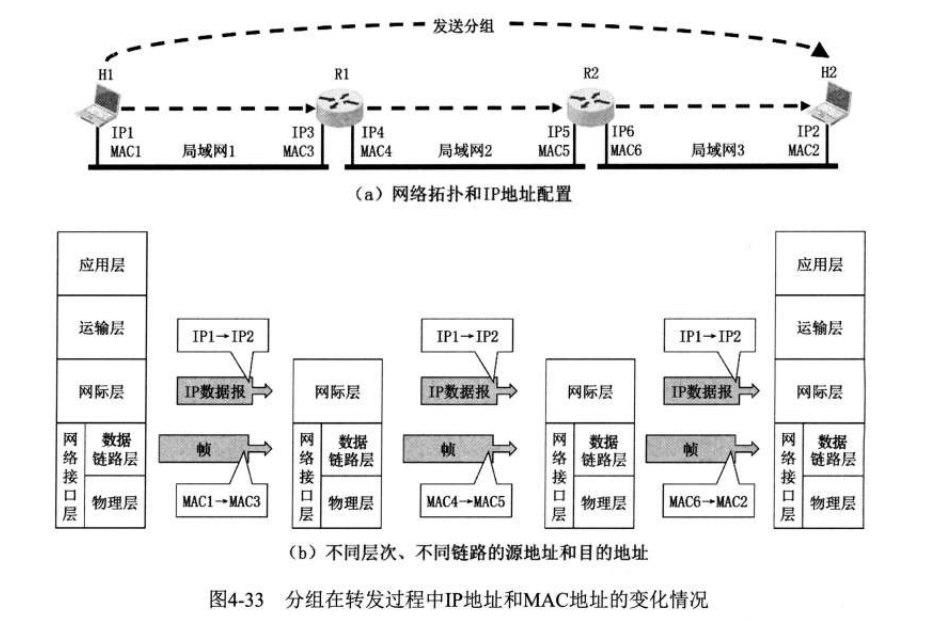 发送分组
H1
R1
R2
H2
IP1
MAC1
局域网1
IP3
MAC3
IP4
MAC4
局域网2
IP5
MAC5
IP6
MAC6
局域网3
IP2
MAC2
（a）网络拓扑和IP地址配置
应用层
运输层
网际层
网络接口层
数据链路层
物理层
IP1→IP2
IP数据报
帧
MAC1→MAC3
网际层
网络接口层
数据链路层
物理层
IP1→IP2
IP数据报
帧
MAC4→MAC5
网际层
网络接口层
数据链路层
物理层
IP1→IP2
IP数据报
帧
MAC6→MAC2
应用层
运输层
网际层
网络接口层
数据链路层
物理层
（b）不同层次、不同链路的源地址和目的地址
图4-33 分组在转发过程中IP地址和MAC地址的变化情况